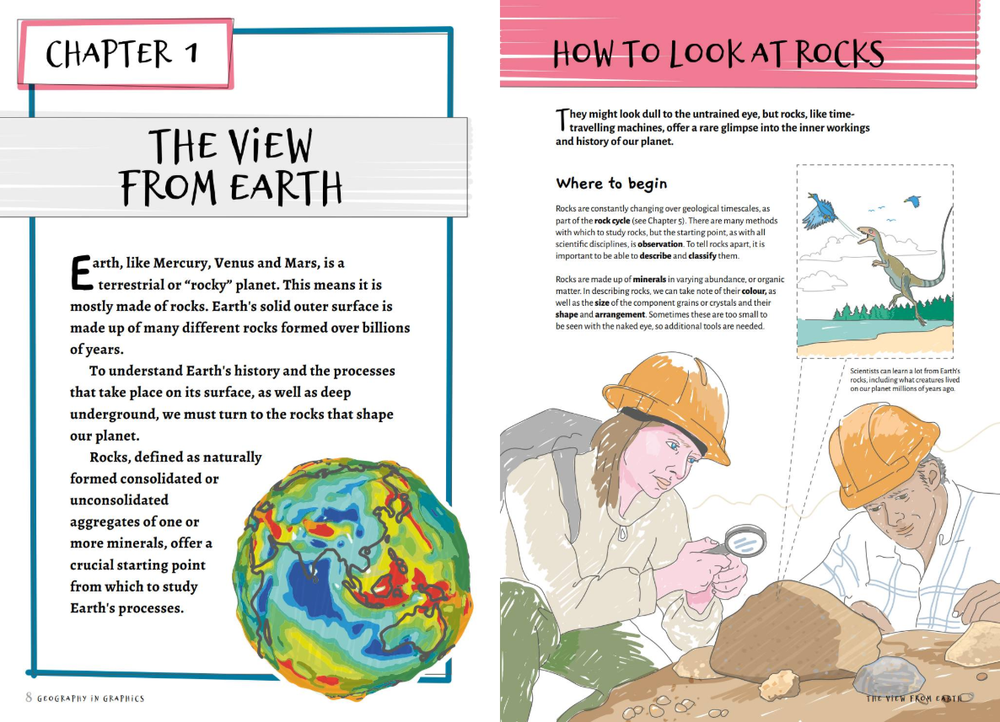 CHAPTER 1
THE VIEW
FROM EARTH
Earth, like Mercury, Venus and Mars, is a
terrestrial or “rocky” planet. This means it is
mostly made of rocks. Earth's solid outer surface is
made up of many different rocks formed over billions
of years.
To understand Earth's history and the processes
that take place on its surface, as well as deep
underground, we must turn to the rocks that shape
our planet.
Rocks, defined as naturally
formed consolidated or
unconsolidated
aggregates of one or
more minerals, offer a
crucial starting point
from which to study
Earth's processes.
8 GEOGRAPHY IN GRAPHICS
HOW TO LOOK AT ROCKS
They might look dull to the untrained eye, but rocks, like time-
travelling machines, offer a rare glimpse into the inner workings
and history of our planet.
Where to begin
Rocks are constantly changing over geological timescales, as
part of the rock cycle (see Chapter 5). There are many methods
with which to study rocks, but the starting point, as with all
scientific disciplines, is observation. To tell rocks apart, it is
important to be able to describe and classify them.
Rocks are made up of minerals in varying abundance, or organic
matter. In describing rocks, we can take note of their colour, as
well as the size of the component grains or crystals and their
shape and arrangement. Sometimes these are too small to
be seen with the naked eye, so additional tools are needed.
Scientists can learn a lot from Earth's
rocks, including what creatures lived
on our planet millions of years ago.
THE VIEW FROM EARTH